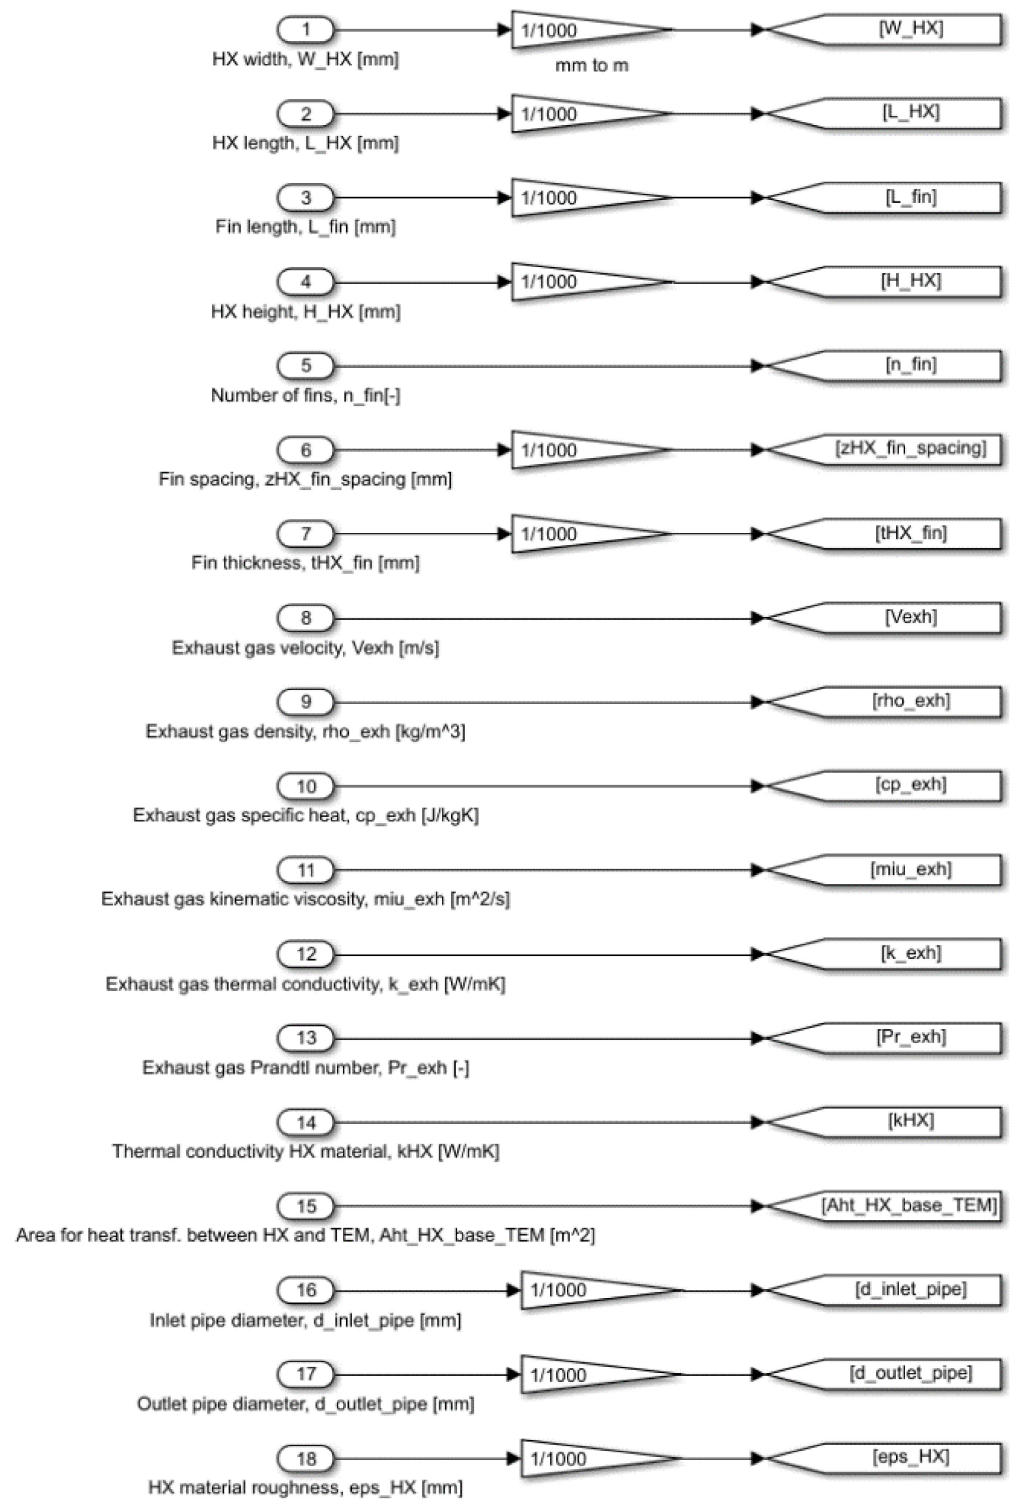 1 1/1000 [W_HX]
HX width, W_HX [mm] mm to m
2 1/1000 [L_HX]
HX length, L_HX [mm]
3 1/1000 [L_fin]
Fin length, L_fin [mm]
4 1/1000 [H_HX]
HX height, H_HX [mm]
5 [n_fin]
Number of fins, n_fin[-]
6 1/1000 [zHX_fin_spacing]
Fin spacing, zHX_fin_spacing [mm]
7 1/1000 [tHX_fin]
Fin thickness, tHX_fin [mm]
8 [Vexh]
Exhaust gas velocity, Vexh [m/s]
9 [rho_exh]
Exhaust gas density, rho_exh [kg/m^3]
10 [cp_exh]
Exhaust gas specific heat, cp_exh [J/kgK]
11 [miu_exh]
Exhaust gas kinematic viscosity, miu_exh [m^2/s]
12 [k_exh]
Exhaust gas thermal conductivity, k_exh [W/mK]
13 [Pr_exh]
Exhaust gas Prandtl number, Pr_exh [-]
14 [kHX]
Thermal conductivity HX material, kHX [W/mK]
15 [Aht_HX_base_TEM]
Area for heat transf. between HX and TEM, Aht_HX_base_TEM [m^2]
16 1/1000 [d_inlet_pipe]
Inlet pipe diameter, d_inlet_pipe [mm]
17 1/1000 [d_outlet_pipe]
Outlet pipe diameter, d_outlet_pipe [mm]
18 1/1000 [eps_HX]
HX material roughness, eps_HX [mm]